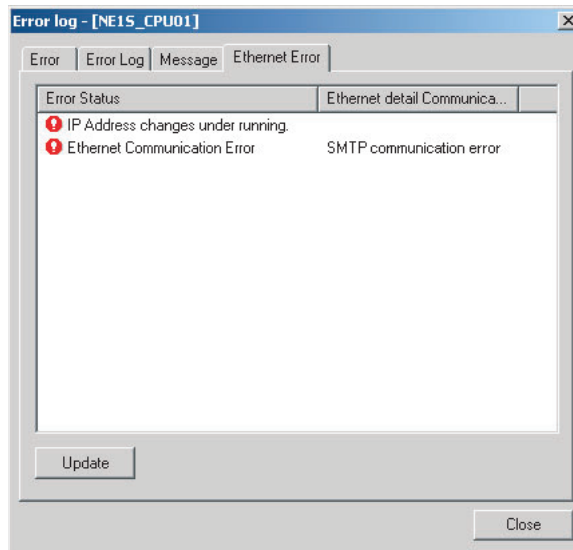 Error log - [NE1S_CPU01]
Error Error Log Message Ethernet Error
Error Status Ethernet detail Communica...
IP Address changes under running.
Ethernet Communication Error SMTP communication error
Update
Close